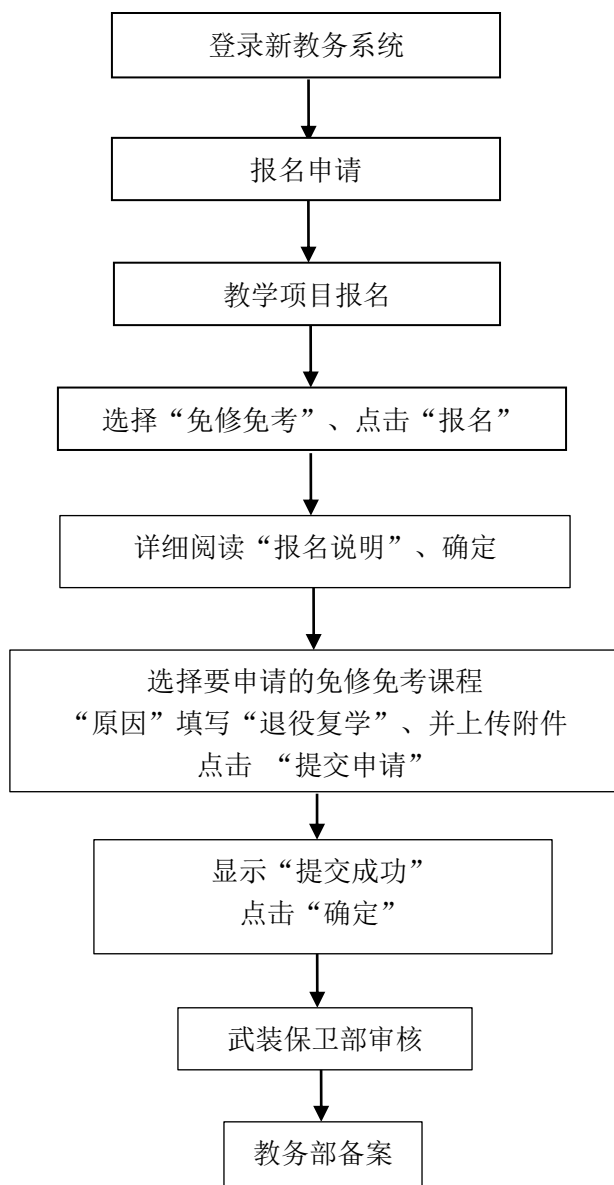 登录新教务系统
报名申请
教学项目报名
选择“免修免考”、点击“报名”
详细阅读“报名说明”、确定
选择要申请的免修免考课程
“原因”填写“退役复学”、并上传附件
点击 “提交申请”
显示“提交成功”
点击“确定”
武装保卫部审核
教务部备案